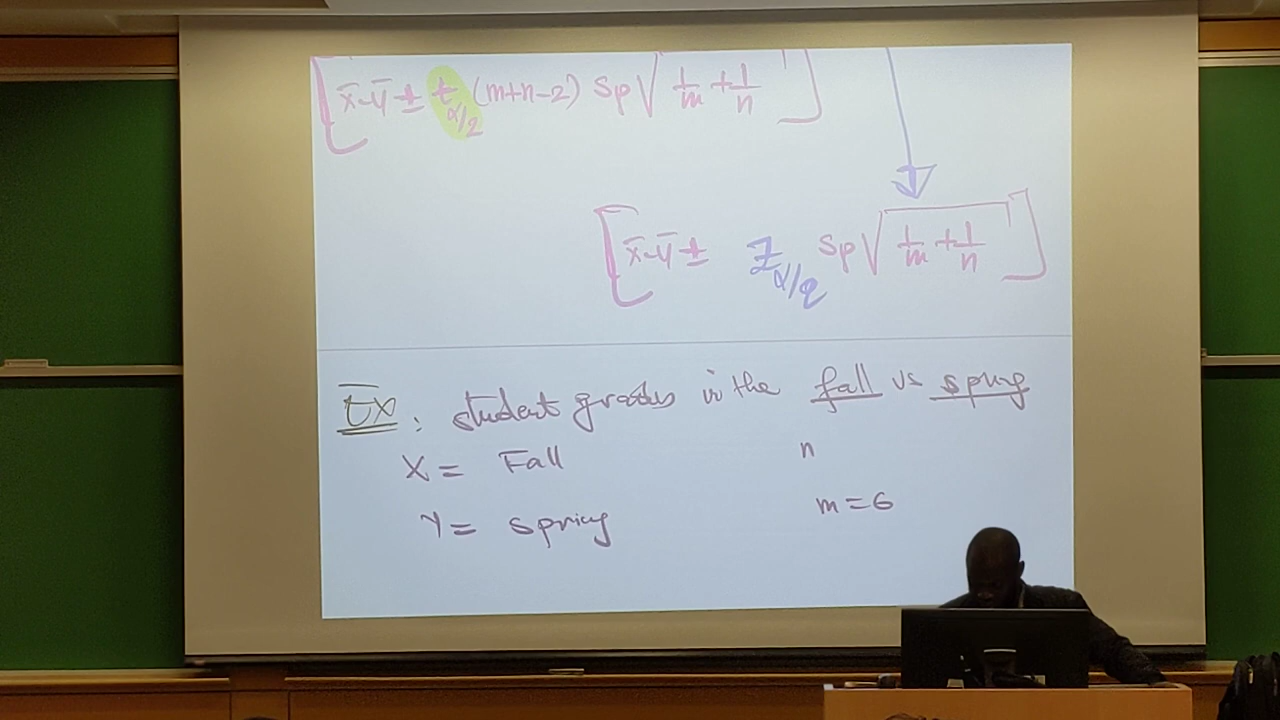 [x̄-ȳ ± t_{α/2} (m+n-2) Sp√(1/m + 1/n)]
[x̄-ȳ ± Z_{α/2} Sp√(1/m + 1/n)]
Ex: student grades in the fall vs spring
X = Fall n
Y = spring m = 6